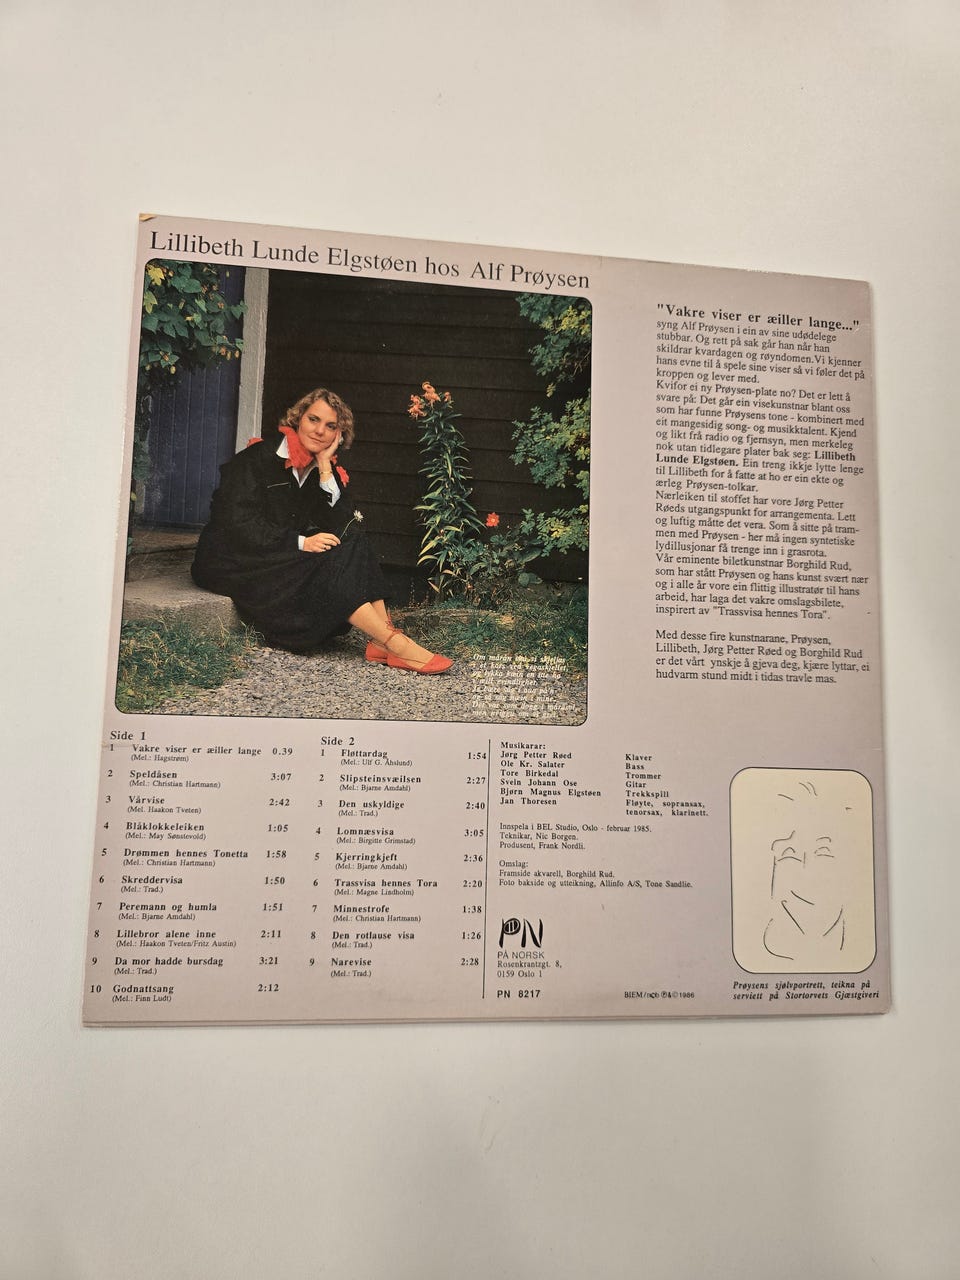 Lillibeth Lunde Elgstøen hos Alf Prøysen
"Vakre viser er æiller lange..."
syng Alf Prøysen i ein av sine udødelege
stubbar. Og rett på sak går han når han
skildrar kvardagen og røyndomen.Vi kjenner
hans evne til å spele sine viser så vi føler det på
kroppen og lever med.
Kvifor ei ny Prøysen-plate no? Det er lett å
svare på: Det går ein visekunstnar blant oss
som har funne Prøysens tone - kombinert med
eit mangesidig song- og musikktalent. Kjend
og likt frå radio og fjernsyn, men merkeleg
nok utan tidlegare plater bak seg: Lillibeth
Lunde Elgstøen. Ein treng ikkje lytte lenge
til Lillibeth for å fatte at ho er ein ekte og
ærleg Prøysen-tolkar.
Nærleiken til stoffet har vore Jørg Petter
Røeds utgangspunkt for arrangementa. Lett
og luftig måtte det vera. Som å sitte på tram-
men med Prøysen - her må ingen syntetiske
lydillusjonar få trenge inn i grasrota.
Vår eminente biletkunstnar Borghild Rud,
som har stått Prøysen og hans kunst svært nær
og i alle år vore ein flittig illustratør til hans
arbeid, har laga det vakre omslagsbilete,
inspirert av "Trassvisa hennes Tora".
Med desse fire kunstnarane, Prøysen,
Lillibeth, Jørg Petter Røed og Borghild Rud
er det vårt ynskje å gjeva deg, kjære lyttar, ei
hudvarm stund midt i tidas travle mas.
Side 1
1 Vakre viser er æiller lange 0.39
(Mel.: Hagstrøm)
2 Speldåsen 3:07
(Mel.: Christian Hartmann)
3 Vårvise 2:42
(Mel. Haakon Tveten)
4 Blåklokkeleiken 1:05
(Mel.: May Sønstevold)
5 Drømmen hennes Tonetta 1:58
(Mel.: Christian Hartmann)
6 Skreddervisa 1:50
(Mel.: Trad.)
7 Peremann og humla 1:51
(Mel.: Bjarne Amdahl)
8 Lillebror alene inne 2:11
(Mel.: Haakon Tveten/Fritz Austin)
9 Da mor hadde bursdag 3:21
(Mel.: Trad.)
10 Godnattsang 2:12
(Mel.: Finn Ludt)
Side 2
1 Fløttardag 1:54
(Mel.: Ulf G. Åhslund)
2 Slipsteinsvæilsen 2:27
(Mel.: Bjarne Amdahl)
3 Den uskyldige 2:40
(Mel.: Trad.)
4 Lomnæsvisa 3:05
(Mel.: Birgitte Grimstad)
5 Kjerringkjeft 2:36
(Mel.: Bjarne Amdahl)
6 Trassvisa hennes Tora 2:20
(Mel.: Magne Lindholm)
7 Minnestrofe 1:38
(Mel.: Christian Hartmann)
8 Den rotlause visa 1:26
(Mel.: Trad.)
9 Narevise 2:28
(Mel.: Trad.)
Musikarar:
Jørg Petter Røed Klaver
Ole Kr. Salater Bass
Tore Birkedal Trommer
Svein Johann Ose Gitar
Bjørn Magnus Elgstøen Trekkspill
Jan Thoresen Fløyte, sopransax,
tenorsax, klarinett.
Innspela i BEL Studio, Oslo - februar 1985.
Teknikar, Nic Borgen.
Produsent, Frank Nordli.
Omslag:
Framside akvarell, Borghild Rud.
Foto bakside og utteikning, Allinfo A/S, Tone Sandlie.
PN
PÅ NORSK
Rosenkrantzgt. 8,
0159 Oslo 1
PN 8217
BIEM/ncb ℗&©1986
Prøysens sjølvportrett, teikna på
serviett på Stortorvets Gjæstgiveri